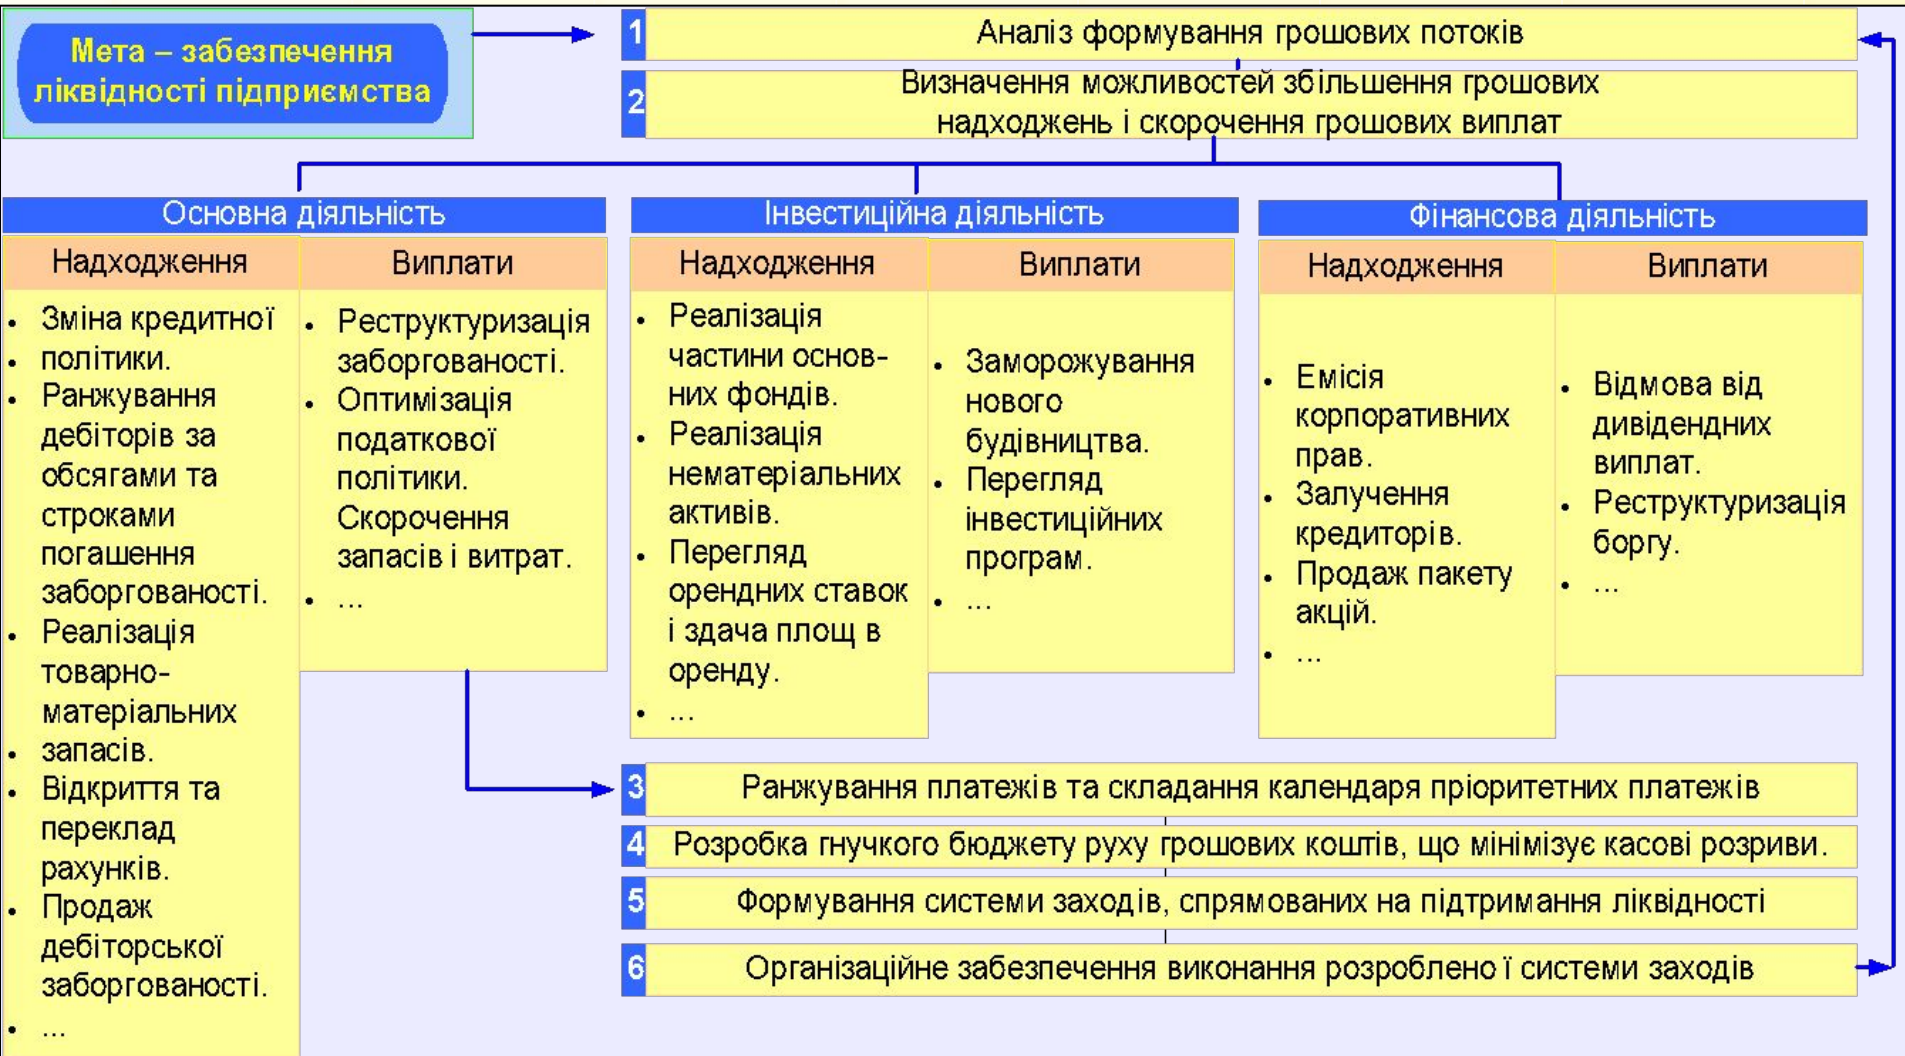 Мета – забезпечення
ліквідності підприємства
1
Аналіз формування грошових потоків
2
Визначення можливостей збільшення грошових
надходжень і скорочення грошових виплат
Основна діяльність
Надходження
Виплати
• Зміна кредитної
• політики.
• Ранжування
дебіторів за
обсягами та
строками
погашення
заборгованості.
• Реалізація
товарно-
матеріальних
• запасів.
• Відкриття та
переклад
рахунків.
• Продаж
дебіторської
заборгованості.
• ...
• Реструктуризація
заборгованості.
• Оптимізація
податкової
політики.
Скорочення
запасів і витрат.
• ...
Інвестиційна діяльність
Надходження
Виплати
• Реалізація
частини основ-
них фондів.
• Реалізація
нематеріальних
активів.
• Перегляд
орендних ставок
і здача площ в
оренду.
• ...
• Заморожування
нового
будівництва.
• Перегляд
інвестиційних
програм.
• ...
Фінансова діяльність
Надходження
Виплати
• Емісія
корпоративних
прав.
• Залучення
кредиторів.
• Продаж пакету
акцій.
• ...
• Відмова від
дивідендних
виплат.
• Реструктуризація
боргу.
• ...
3
Ранжування платежів та складання календаря пріоритетних платежів
4
Розробка гнучкого бюджету руху грошових коштів, що мінімізує касові розриви.
5
Формування системи заходів, спрямованих на підтримання ліквідності
6
Організаційне забезпечення виконання розроблено ї системи заходів